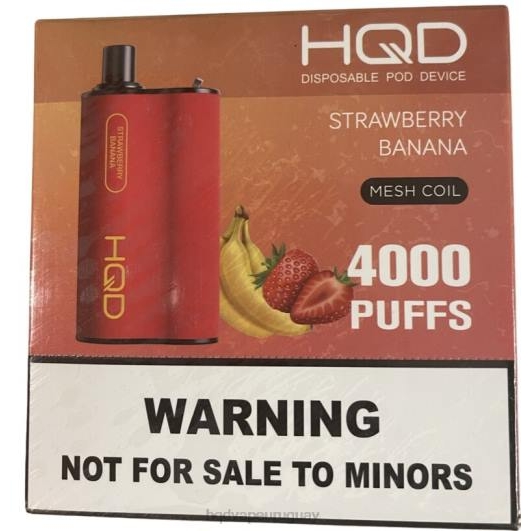 HQD
DISPOSABLE POD DEVICE
STRAWBERRY
BANANA
MESH COIL
4000
PUFFS
STRAWBERRY
BANANA
HQD
WARNING
NOT FOR SALE TO MINORS
hqdvapeuruguay